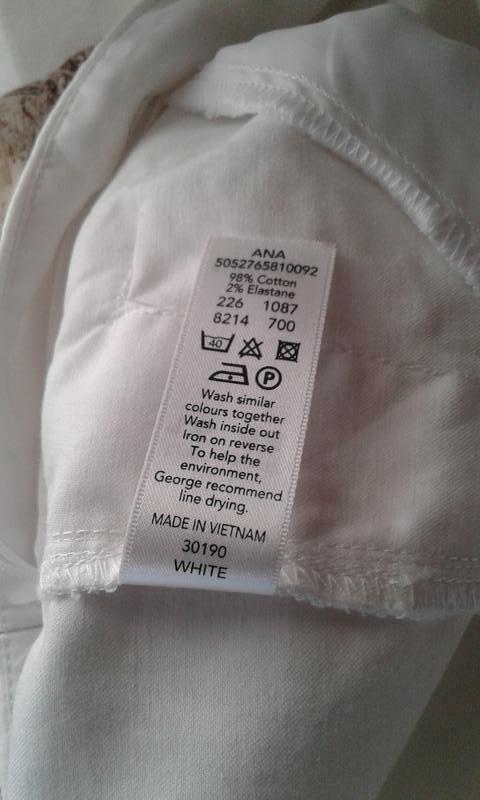 ANA
5052765810092
98% Cotton
2% Elastane
226 1087
8214 700
40
P
Wash similar
colours together
Wash inside out
Iron on reverse
To help the
environment,
George recommend
line drying.
MADE IN VIETNAM
30190
WHITE